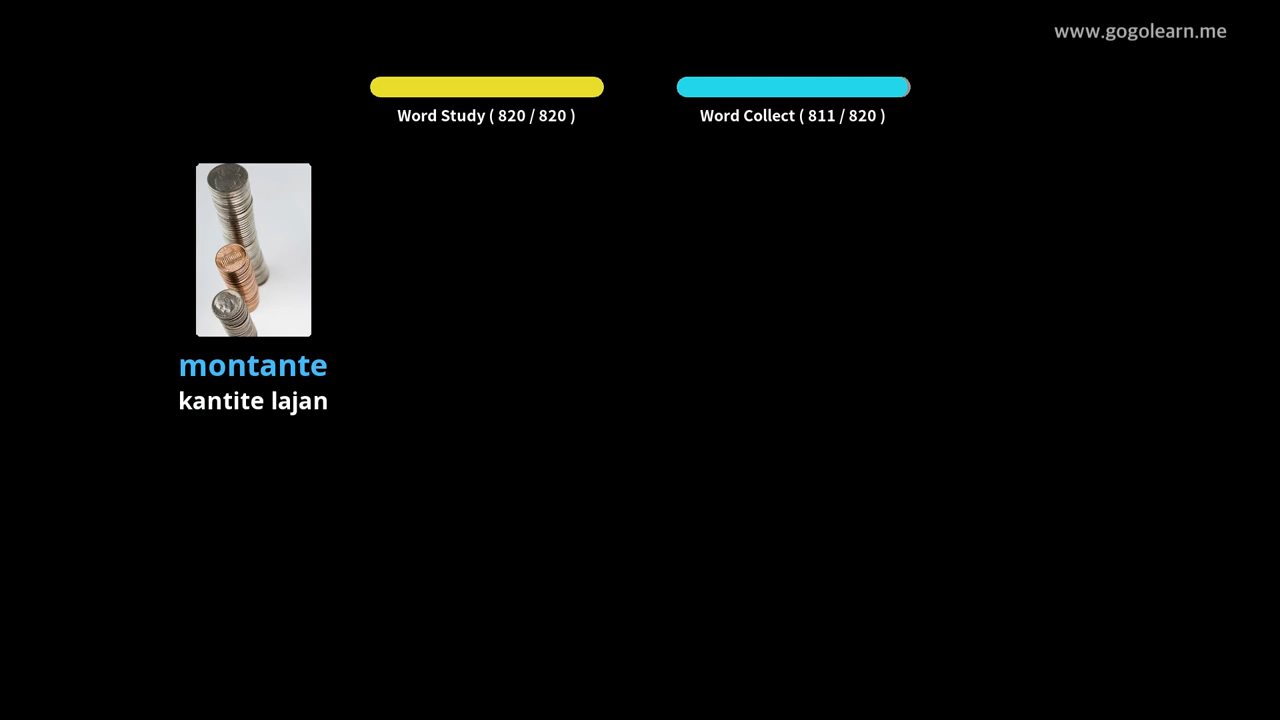 www.gogolearn.me
Word Study ( 820 / 820 )
Word Collect ( 811 / 820 )
montante
kantite lajan